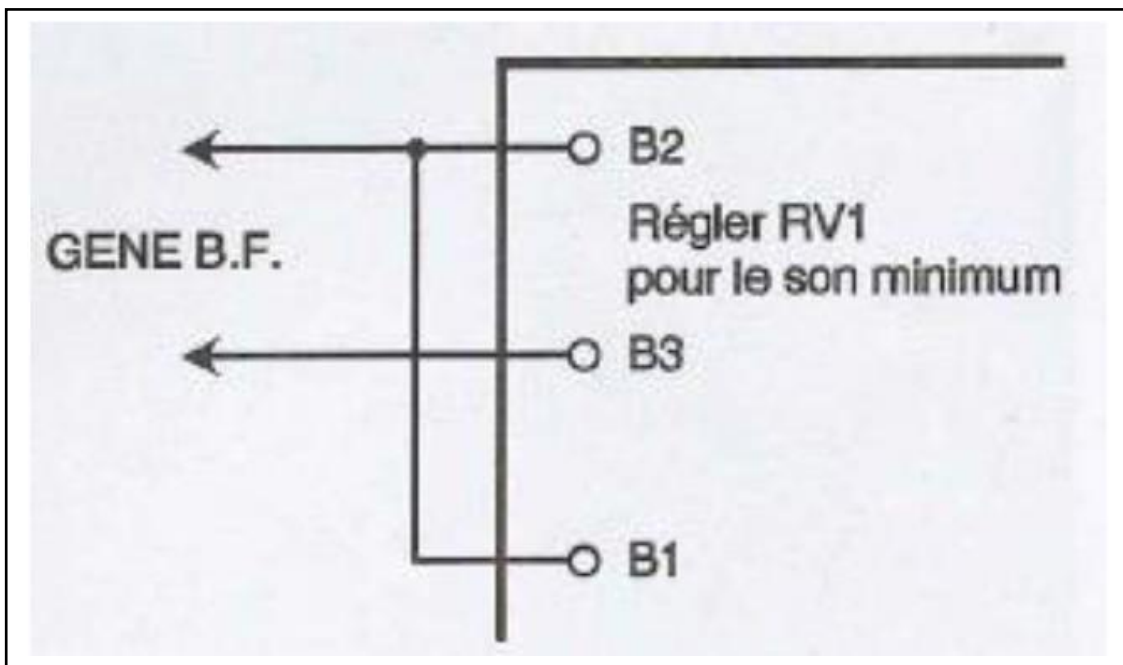 B2
GENE B.F.
Régler RV1
pour le son minimum
B3
B1